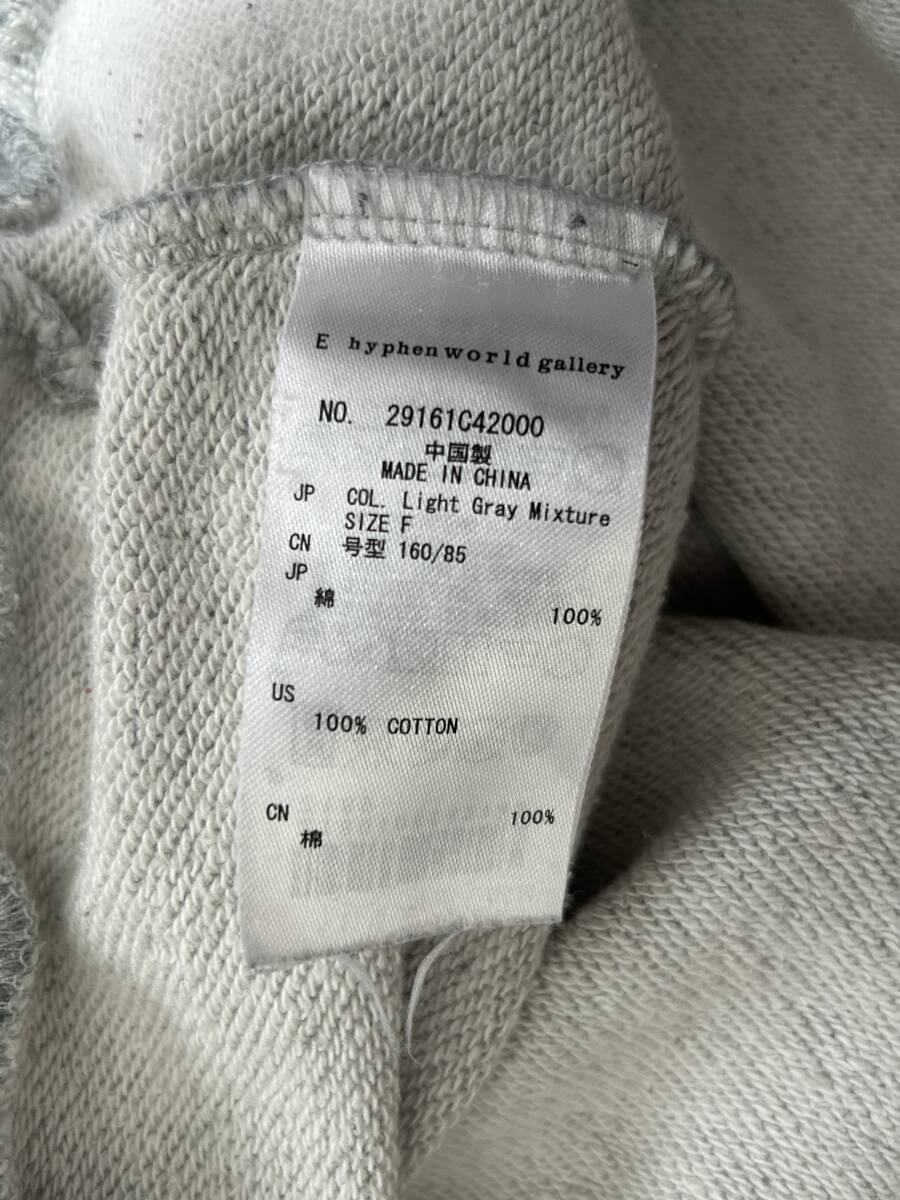 E hyphen world gallery
NO. 29161C42000
中国製
MADE IN CHINA
JP COL. Light Gray Mixture
SIZE F
CN 号型 160/85
JP
綿 100%
US
100% COTTON
CN
棉 100%